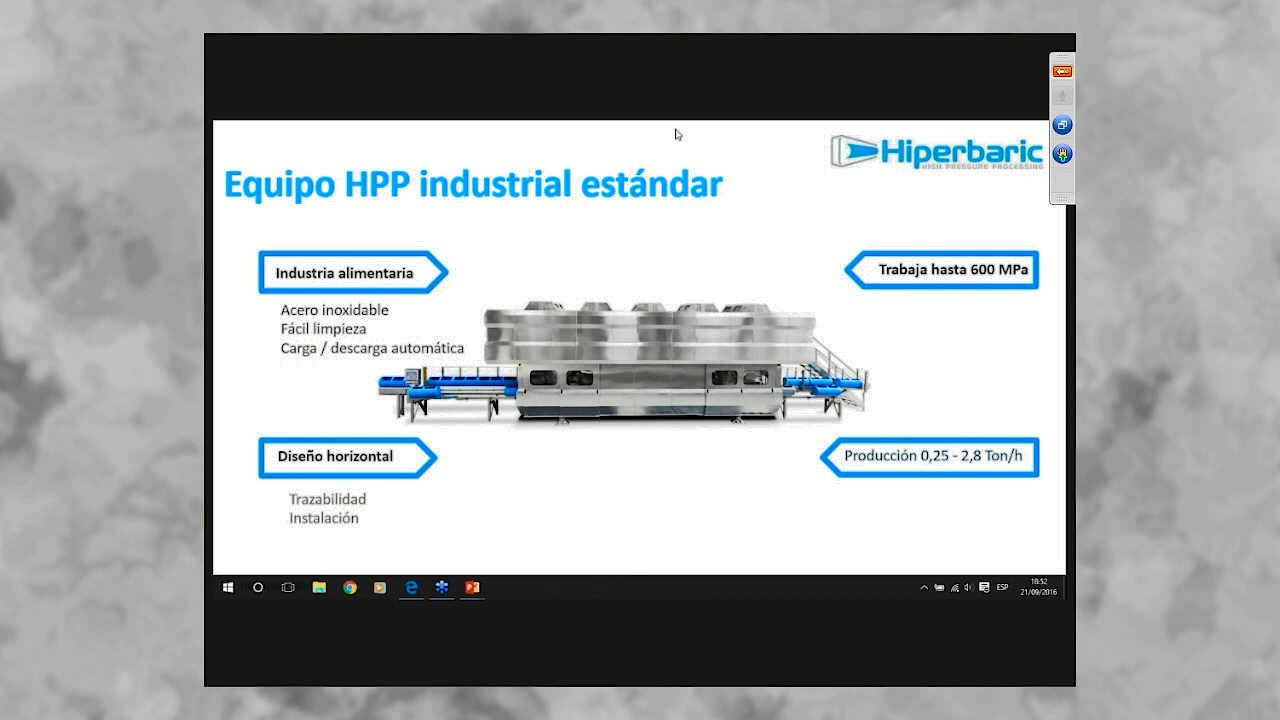 Hiperbaric
HIGH PRESSURE PROCESSING
Equipo HPP industrial estándar
Industria alimentaria
Acero inoxidable
Fácil limpieza
Carga / descarga automática
Trabaja hasta 600 MPa
Diseño horizontal
Trazabilidad
Instalación
Producción 0,25 - 2,8 Ton/h
ESP
18:52
21/09/2016